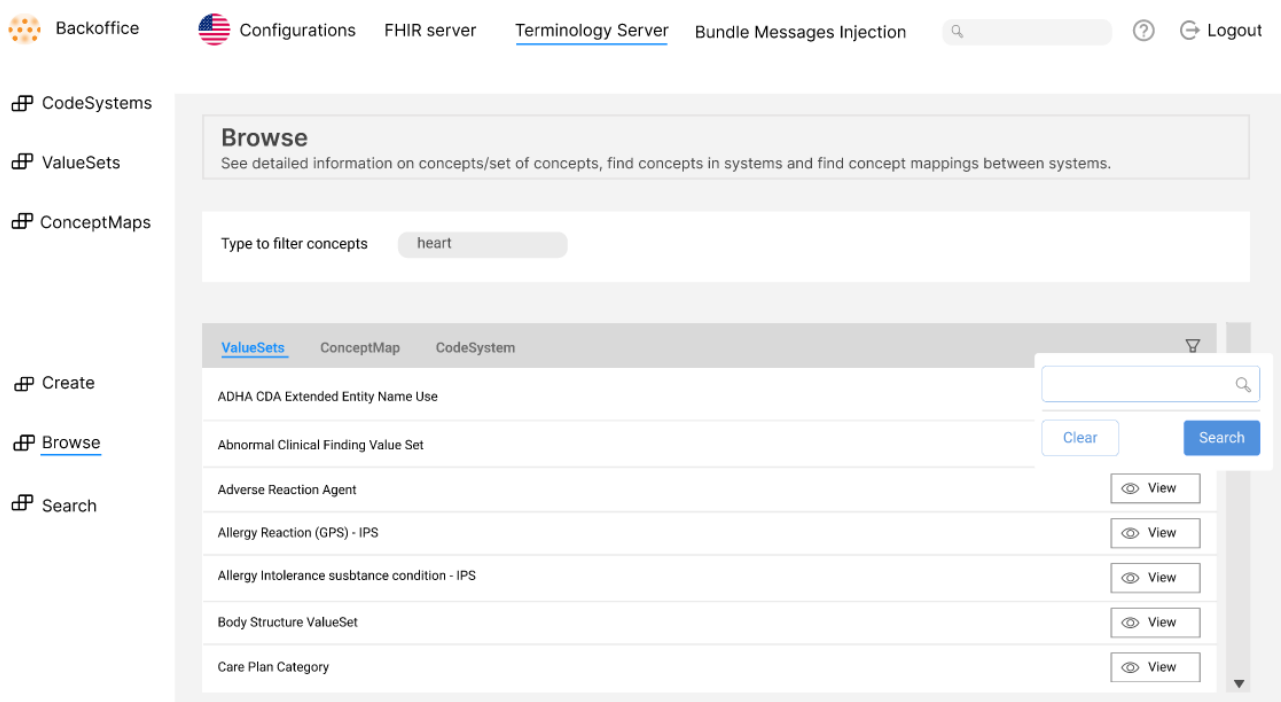 Backoffice
Configurations FHIR server Terminology Server Bundle Messages Injection Logout
CodeSystems
ValueSets
ConceptMaps
Create
Browse
Search
Browse
See detailed information on concepts/set of concepts, find concepts in systems and find concept mappings between systems.
Type to filter concepts heart
ValueSets ConceptMap CodeSystem
Clear Search
ADHA CDA Extended Entity Name Use
Abnormal Clinical Finding Value Set
Adverse Reaction Agent View
Allergy Reaction (GPS) - IPS View
Allergy Intolerance susbtance condition - IPS View
Body Structure ValueSet View
Care Plan Category View